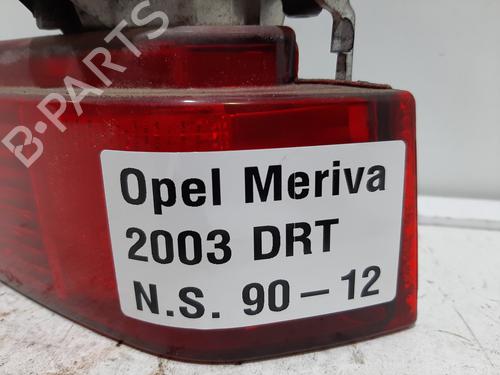 B-PARTS
Opel Meriva
2003 DRT
N.S. 90-12